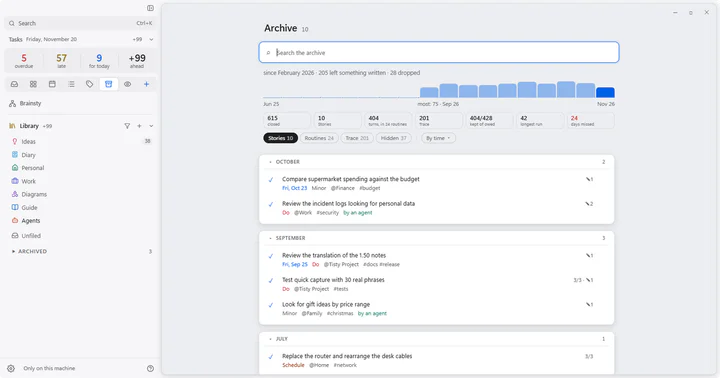 Search Ctrl+K
Tasks Friday, November 20 +99
5 57 9 +99
overdue late for today ahead
Brainsty
Library +99
Ideas 38
Diary
Personal
Work
Diagrams
Guide
Agents
Unfiled
ARCHIVED 3
Only on this machine
Archive 10
Search the archive
since February 2026 · 205 left something written · 28 dropped
Jun 25 most: 75 · Sep 26 Nov 26
615 10 404 201 404/428 42 24
closed Stories turns, in 24 routines Trace kept of owed longest run days missed
Stories 10 Routines 24 Trace 201 Hidden 37 By time
OCTOBER 2
Compare supermarket spending against the budget 1
Fri, Oct 23 Minor @Finance #budget
Review the incident logs looking for personal data 2
Do @Work #security by an agent
SEPTEMBER 3
Review the translation of the 1.50 notes 1
Fri, Sep 25 Do @Tisty Project #docs #release
Test quick capture with 30 real phrases 3/3 · 1
Do @Tisty Project #tests
Look for gift ideas by price range 1
Minor @Family #christmas by an agent
JULY 1
Replace the router and rearrange the desk cables 3/3
Schedule @Home #network